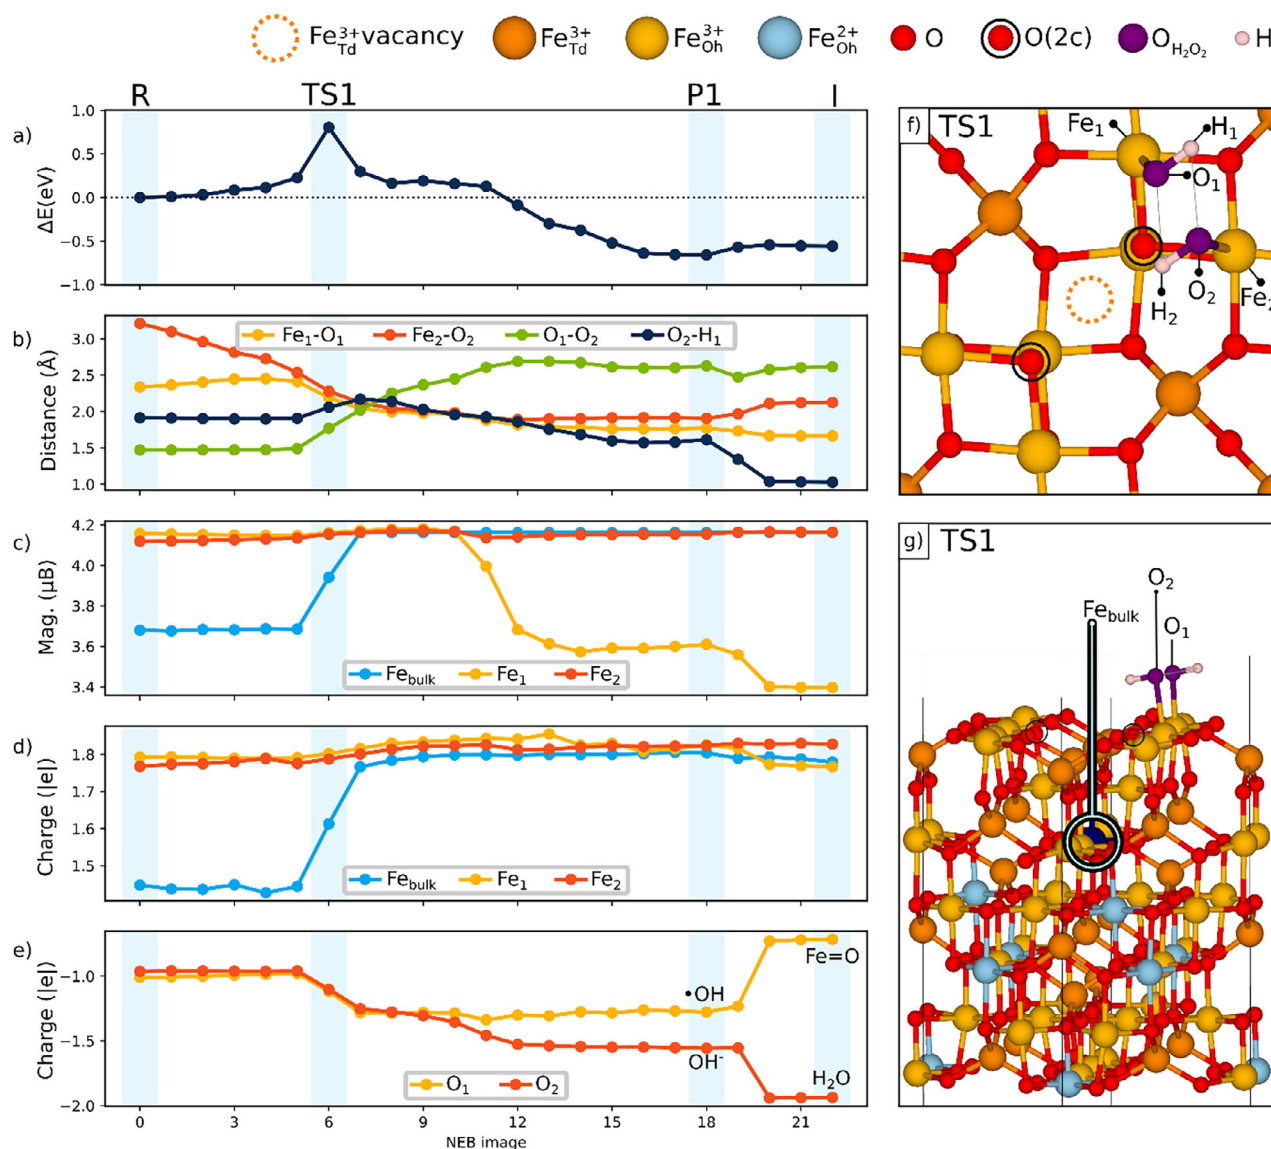 Fe³⁺Td vacancy Fe³⁺Td Fe³⁺Oh Fe²⁺Oh O O(2c) O_H₂O₂ H
R TS1 P1 I
a)
1.0
0.5
0.0
−0.5
−1.0
ΔE(eV)
b)
Fe₁-O₁ Fe₂-O₂ O₁-O₂ O₂-H₁
3.0
2.5
2.0
1.5
1.0
Distance (Å)
c)
4.2
4.0
3.8
3.6
3.4
Mag. (μB)
Fe_bulk Fe₁ Fe₂
d)
1.8
1.7
1.6
1.5
Charge (|e|)
Fe_bulk Fe₁ Fe₂
e)
−1.0
−1.5
−2.0
Charge (|e|)
Fe=O
•OH
OH⁻
H₂O
O₁ O₂
0 3 6 9 12 15 18 21
NEB image
f) TS1
Fe₁
H₁
O₁
O₂
H₂
Fe₂
g) TS1
O₂
Fe_bulk
O₁